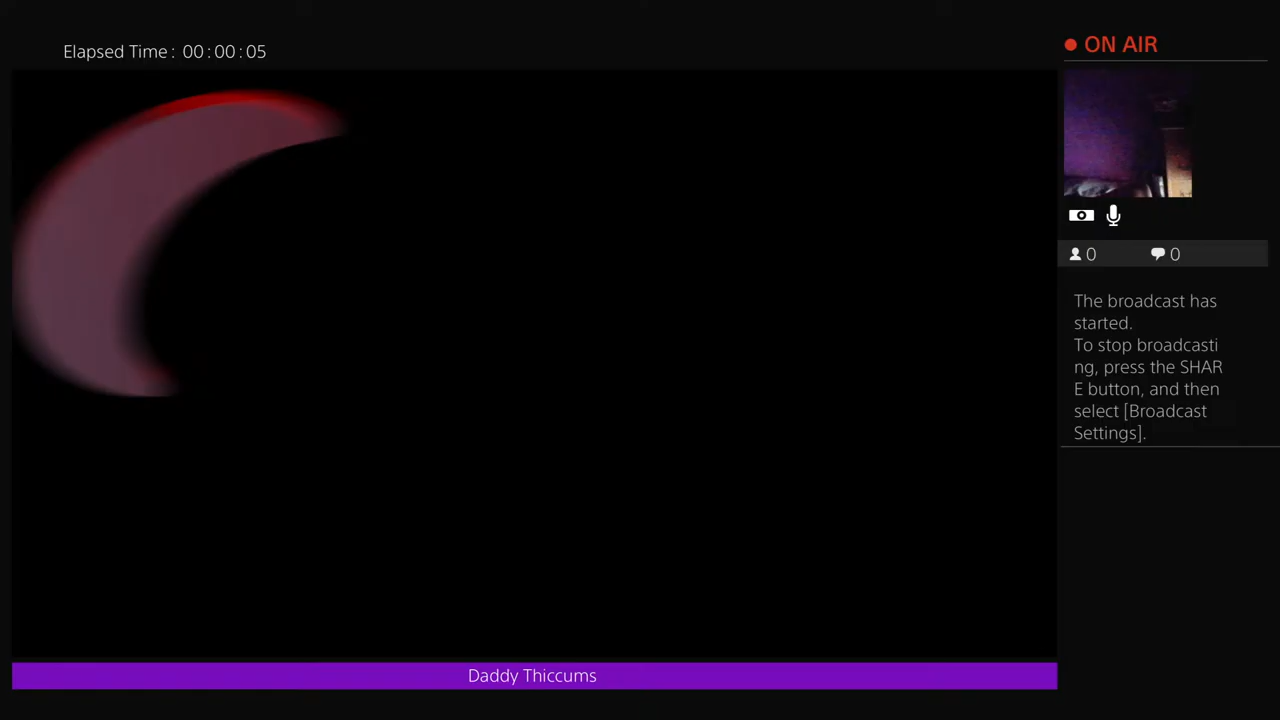 Elapsed Time: 00:00:05
ON AIR
0 0
The broadcast has
started.
To stop broadcasti
ng, press the SHAR
E button, and then
select [Broadcast
Settings].
Daddy Thiccums